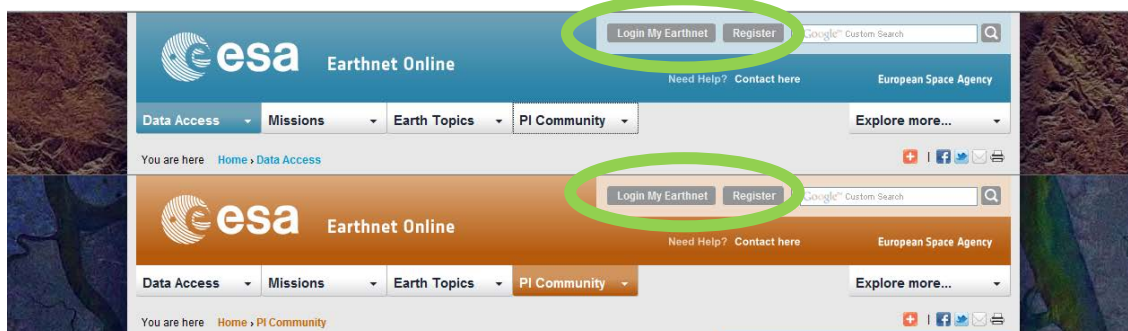 Login My Earthnet Register Google™ Custom Search
esa Earthnet Online
Need Help? Contact here European Space Agency
Data Access Missions Earth Topics PI Community Explore more...
You are here Home › Data Access
Login My Earthnet Register Google™ Custom Search
esa Earthnet Online
Need Help? Contact here European Space Agency
Data Access Missions Earth Topics PI Community Explore more...
You are here Home › PI Community